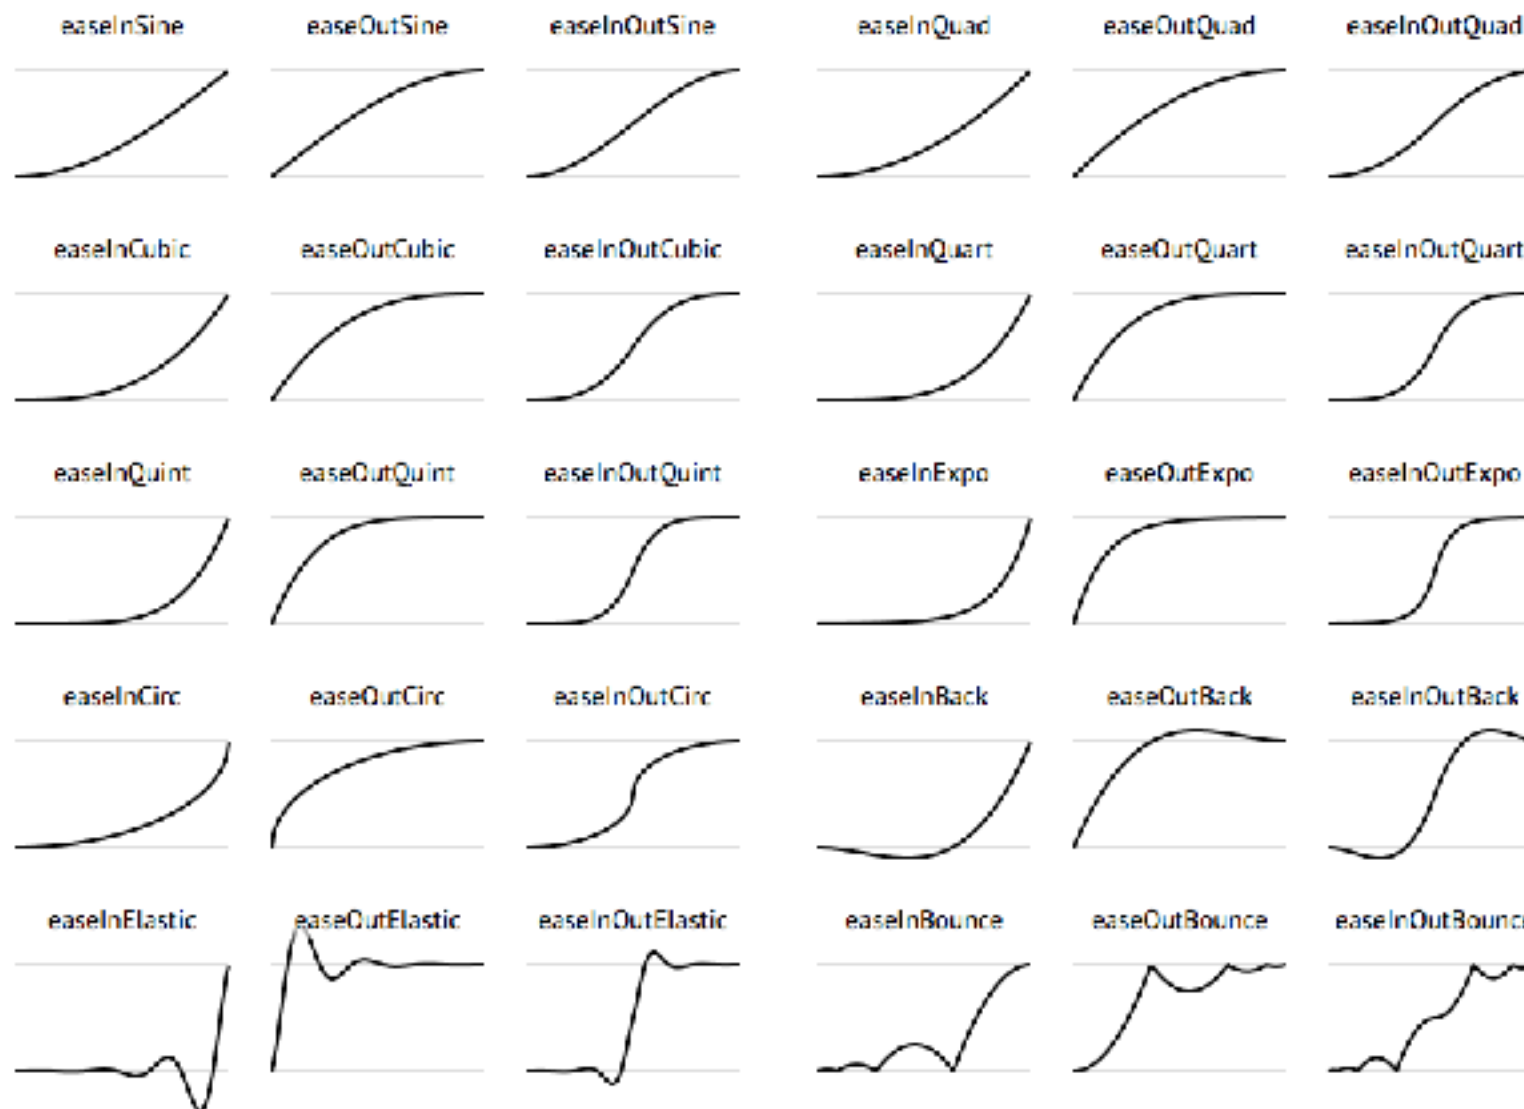 easeInSine easeOutSine easeInOutSine easeInQuad easeOutQuad easeInOutQuad
easeInCubic easeOutCubic easeInOutCubic easeInQuart easeOutQuart easeInOutQuart
easeInQuint easeOutQuint easeInOutQuint easeInExpo easeOutExpo easeInOutExpo
easeInCirc easeOutCirc easeInOutCirc easeInBack easeOutBack easeInOutBack
easeInElastic easeOutElastic easeInOutElastic easeInBounce easeOutBounce easeInOutBounce